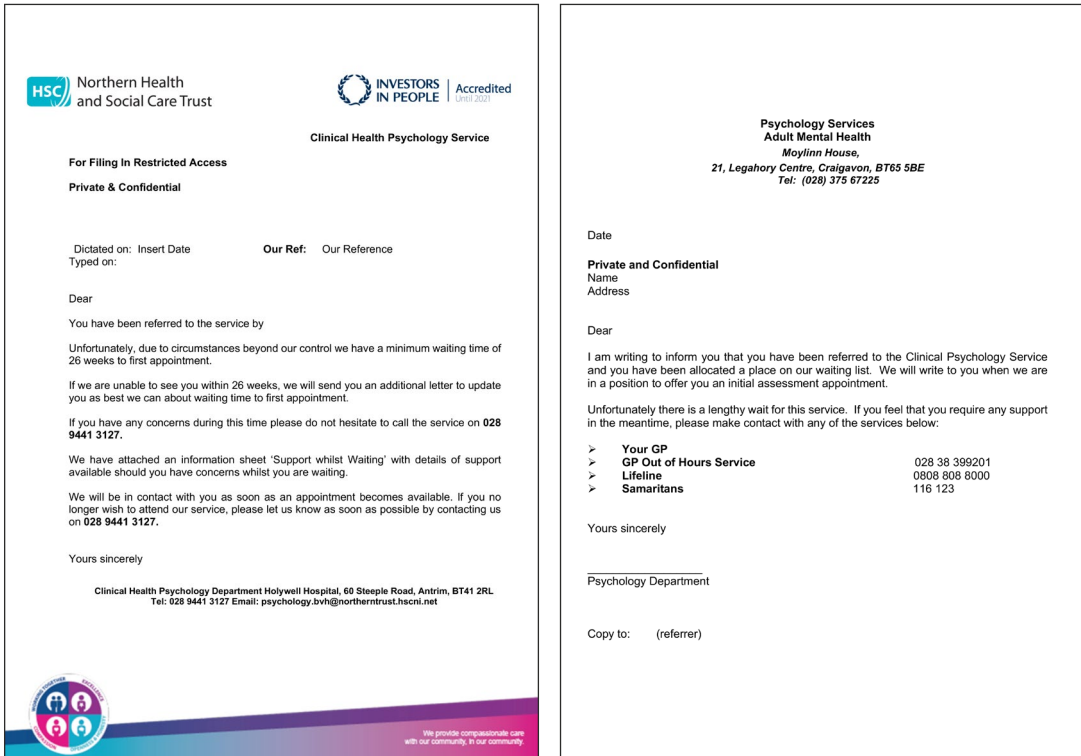 HSC Northern Health
and Social Care Trust
INVESTORS
IN PEOPLE
Accredited
Until 2021
Clinical Health Psychology Service
For Filing In Restricted Access
Private & Confidential
Dictated on: Insert Date Our Ref: Our Reference
Typed on:
Dear
You have been referred to the service by
Unfortunately, due to circumstances beyond our control we have a minimum waiting time of
26 weeks to first appointment.
If we are unable to see you within 26 weeks, we will send you an additional letter to update
you as best we can about waiting time to first appointment.
If you have any concerns during this time please do not hesitate to call the service on 028
9441 3127.
We have attached an information sheet ‘Support whilst Waiting’ with details of support
available should you have concerns whilst you are waiting.
We will be in contact with you as soon as an appointment becomes available. If you no
longer wish to attend our service, please let us know as soon as possible by contacting us
on 028 9441 3127.
Yours sincerely
Clinical Health Psychology Department Holywell Hospital, 60 Steeple Road, Antrim, BT41 2RL
Tel: 028 9441 3127 Email: psychology.bvh@northerntrust.hscni.net
WORKING TOGETHER
EXCELLENCE
COMPASSION
We provide compassionate care
with our community, in our community.
Psychology Services
Adult Mental Health
Moylinn House,
21, Legahory Centre, Craigavon, BT65 5BE
Tel: (028) 375 67225
Date
Private and Confidential
Name
Address
Dear
I am writing to inform you that you have been referred to the Clinical Psychology Service
and you have been allocated a place on our waiting list. We will write to you when we are
in a position to offer you an initial assessment appointment.
Unfortunately there is a lengthy wait for this service. If you feel that you require any support
in the meantime, please make contact with any of the services below:
➢ Your GP
➢ GP Out of Hours Service 028 38 399201
➢ Lifeline 0808 808 8000
➢ Samaritans 116 123
Yours sincerely
Psychology Department
Copy to: (referrer)